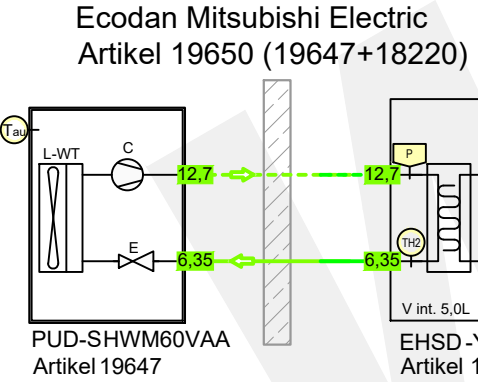 Ecodan Mitsubishi Electric
Artikel 19650 (19647+18220)
Tau
L-WT
C
P
12,7
12,7
TH2
E
6,35
6,35
V int. 5,0L
PUD-SHWM60VAA
EHSD-Y
Artikel 19647
Artikel 1